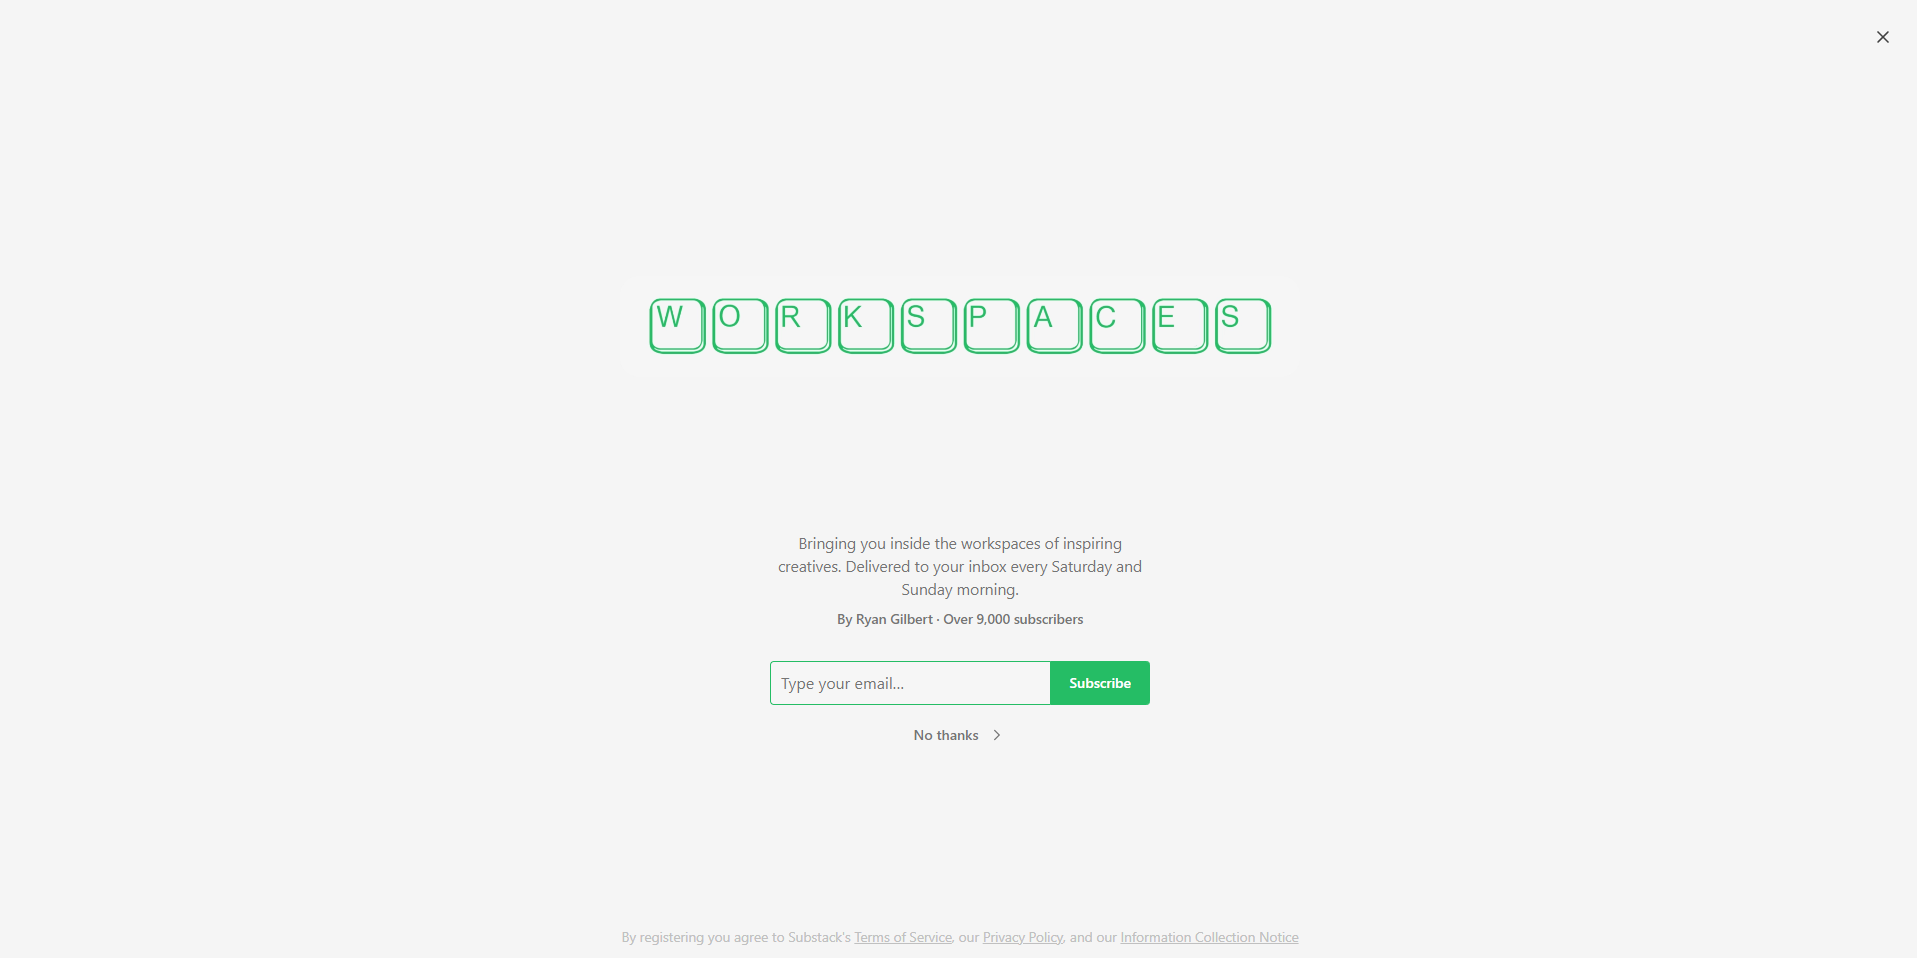 WORKSPACES
Bringing you inside the workspaces of inspiring
creatives. Delivered to your inbox every Saturday and
Sunday morning.
By Ryan Gilbert · Over 9,000 subscribers
Type your email...
Subscribe
No thanks
By registering you agree to Substack's Terms of Service, our Privacy Policy, and our Information Collection Notice